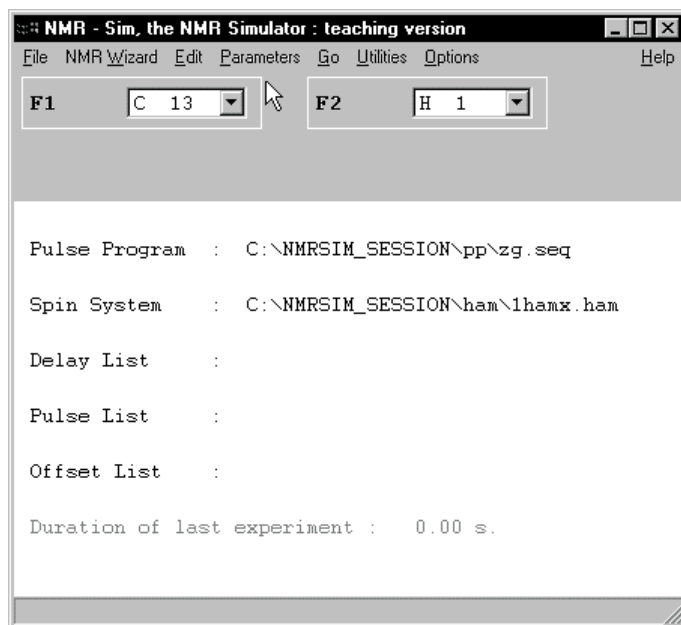 NMR - Sim, the NMR Simulator : teaching version
File NMR Wizard Edit Parameters Go Utilities Options Help
F1 C 13 F2 H 1
Pulse Program : C:\NMRSIM_SESSION\pp\zg.seq
Spin System : C:\NMRSIM_SESSION\ham\1hamx.ham
Delay List :
Pulse List :
Offset List :
Duration of last experiment : 0.00 s.